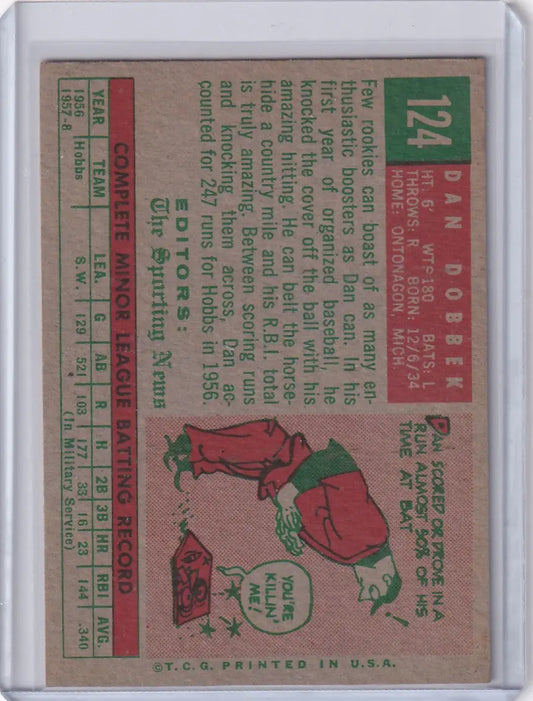 124
DAN DOBBEK
HT. 6' WT. 180 BATS: L
THROWS: R BORN: 12/6/34
HOME: ONTONAGON, MICH.
Few rookies can boast of as many en-
thusiastic boosters as Dan can. In his
first year of organized baseball, he
knocked the cover off the ball with his
amazing hitting. He can belt the horse-
hide a country mile and his R.B.I. total
is truly amazing. Between scoring runs
and knocking them across, Dan ac-
counted for 247 runs for Hobbs in 1956.
EDITORS:
The Sporting News
DAN SCORED OR DROVE IN A
RUN ALMOST 50% OF HIS
TIME AT BAT
YOU'RE
KILLIN'
ME!
COMPLETE MINOR LEAGUE BATTING RECORD
YEAR TEAM LEA. G AB R H 2B 3B HR RBI AVG.
1956 Hobbs S.W. 129 521 103 177 33 16 23 144 .340
1957-8 (In Military Service)
©T.C.G. PRINTED IN U.S.A.